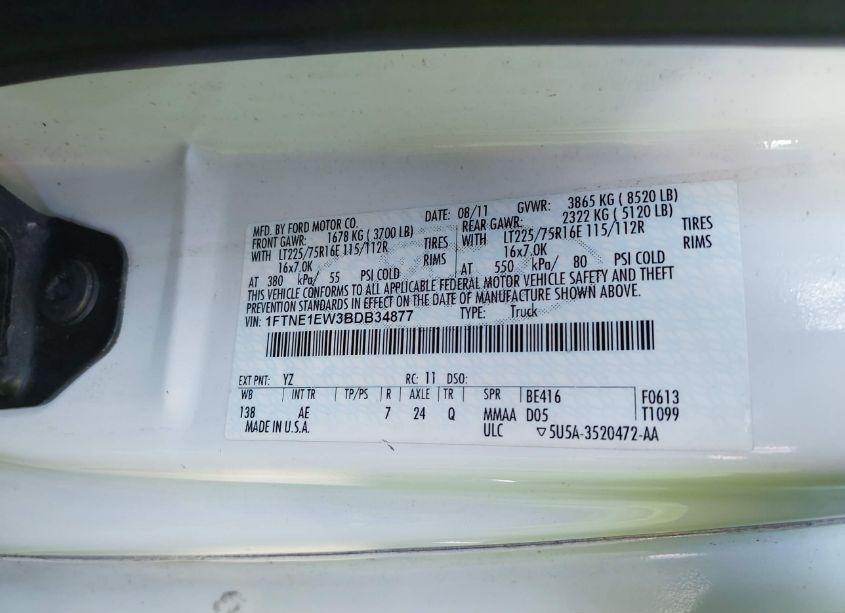 MFD. BY FORD MOTOR CO. DATE: 08/11 GVWR: 3865 KG ( 8520 LB)
FRONT GAWR: 1678 KG ( 3700 LB) REAR GAWR: 2322 KG ( 5120 LB)
WITH LT225/75R16E 115/112R TIRES WITH LT225/75R16E 115/112R TIRES
16x7.0K RIMS 16x7.0K RIMS
AT 380 kPa/ 55 PSI COLD AT 550 kPa/ 80 PSI COLD
THIS VEHICLE CONFORMS TO ALL APPLICABLE FEDERAL MOTOR VEHICLE SAFETY AND THEFT
PREVENTION STANDARDS IN EFFECT ON THE DATE OF MANUFACTURE SHOWN ABOVE.
VIN: 1FTNE1EW3BDB34877 TYPE: Truck
EXT PNT: YZ RC: 11 DSO:
WB INT TR TP/PS R AXLE TR SPR BE416 F0613
138 AE 7 24 Q MMAA D05 T1099
MADE IN U.S.A. ULC ▽5U5A-3520472-AA